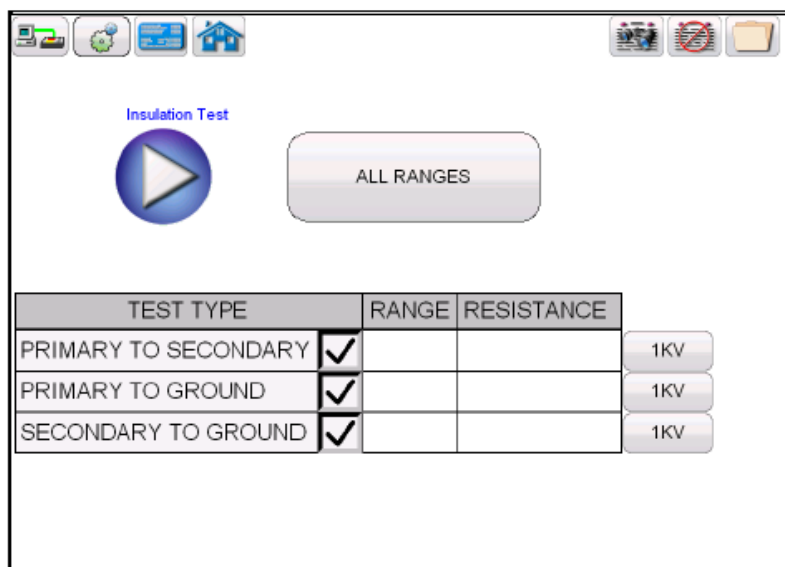 Insulation Test
ALL RANGES
TEST TYPE RANGE RESISTANCE
PRIMARY TO SECONDARY 1KV
PRIMARY TO GROUND 1KV
SECONDARY TO GROUND 1KV